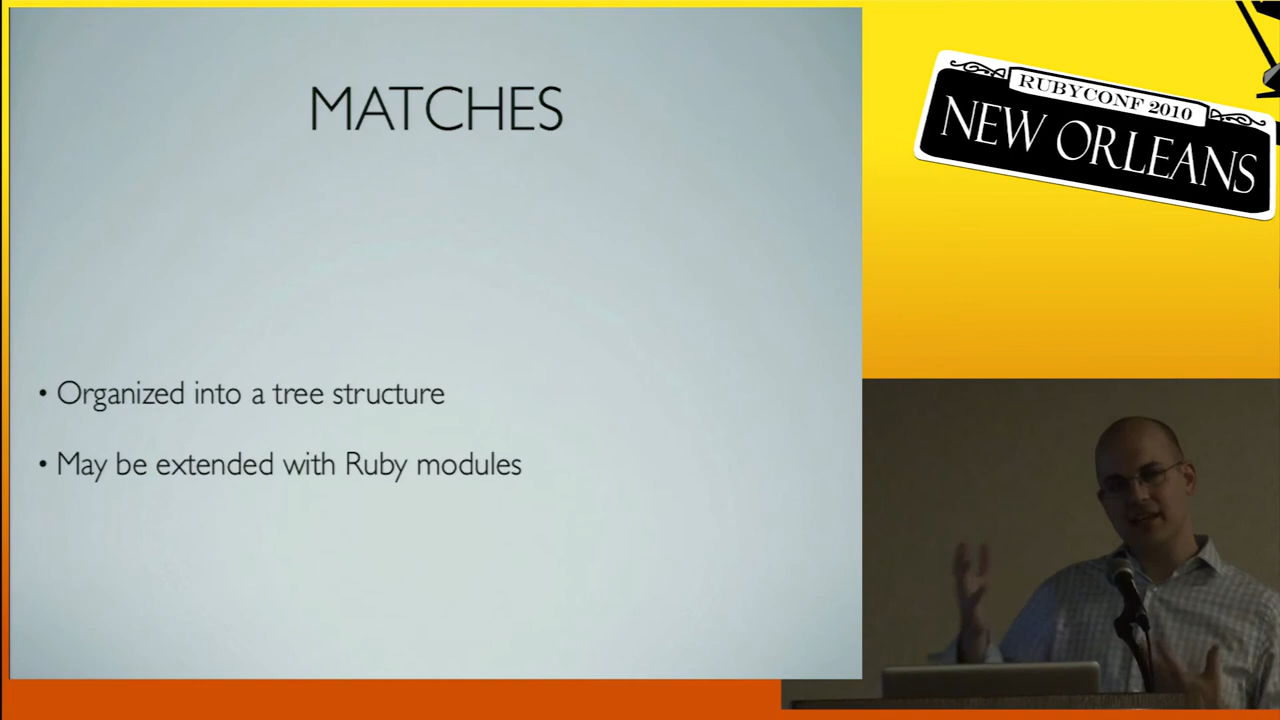 MATCHES
• Organized into a tree structure
• May be extended with Ruby modules
RUBYCONF 2010
NEW ORLEANS